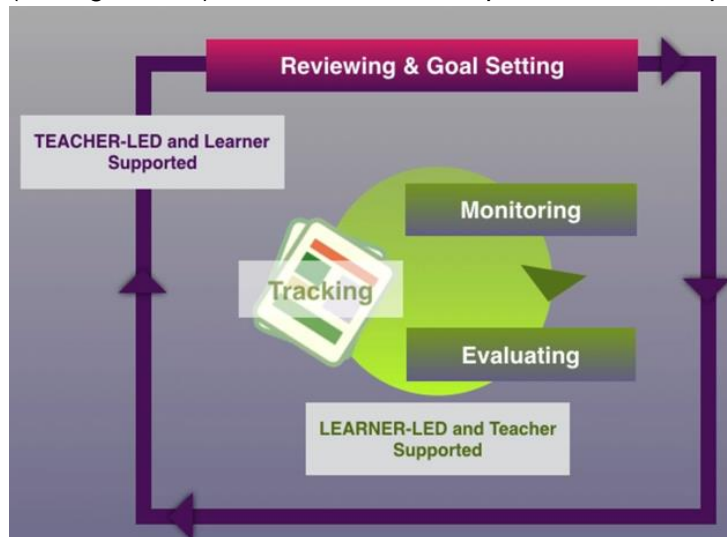 Reviewing & Goal Setting
TEACHER-LED and Learner
Supported
Monitoring
Tracking
Evaluating
LEARNER-LED and Teacher
Supported